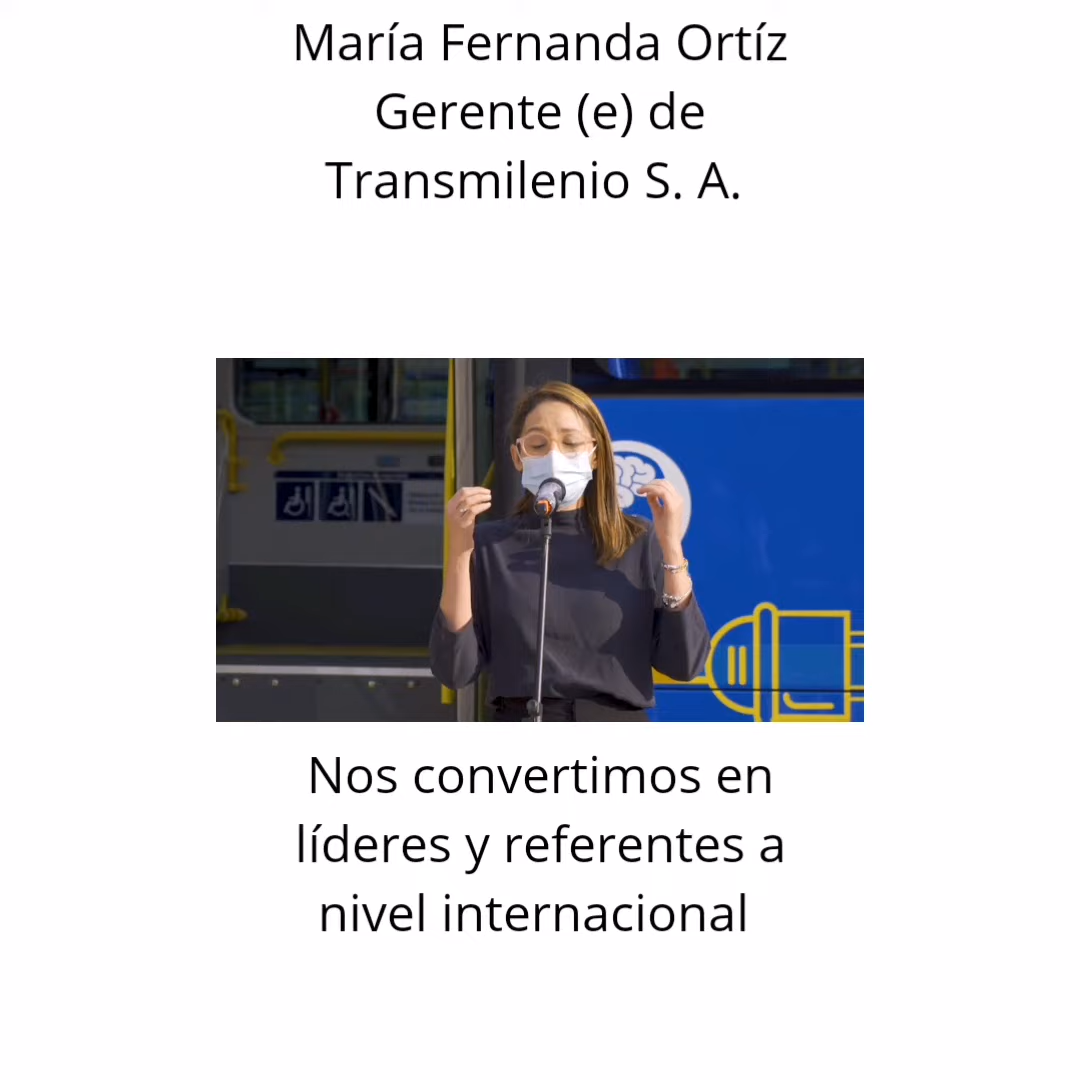 María Fernanda Ortíz
Gerente (e) de
Transmilenio S. A.
Nos convertimos en
líderes y referentes a
nivel internacional